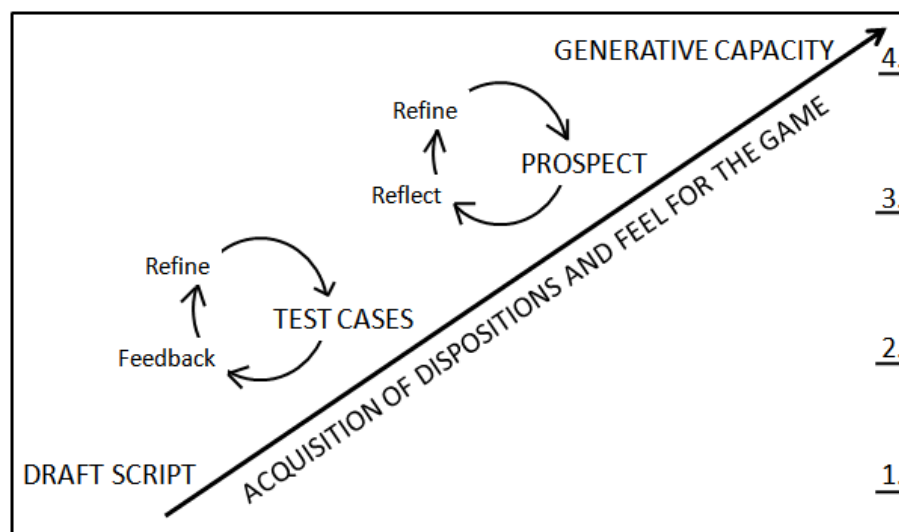 GENERATIVE CAPACITY
4.
Refine
PROSPECT
Reflect
3.
Refine
TEST CASES
Feedback
2.
ACQUISITION OF DISPOSITIONS AND FEEL FOR THE GAME
DRAFT SCRIPT
1.